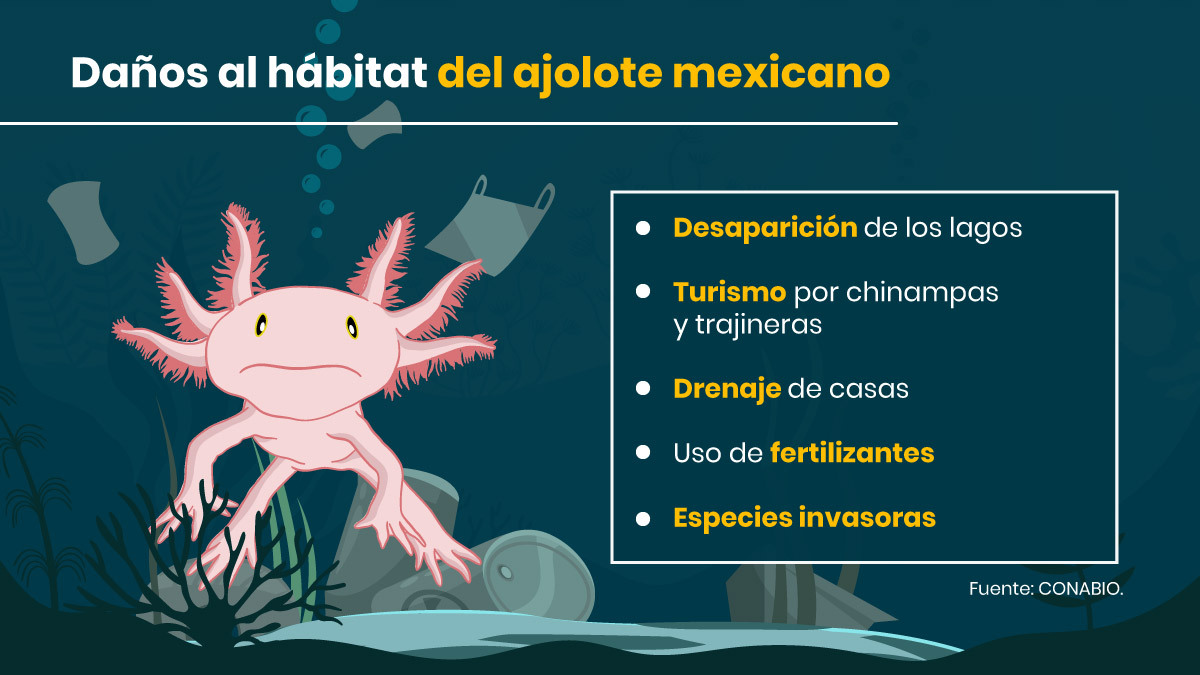 Daños al hábitat del ajolote mexicano
Desaparición de los lagos
Turismo por chinampas
y trajineras
Drenaje de casas
Uso de fertilizantes
Especies invasoras
Fuente: CONABIO.